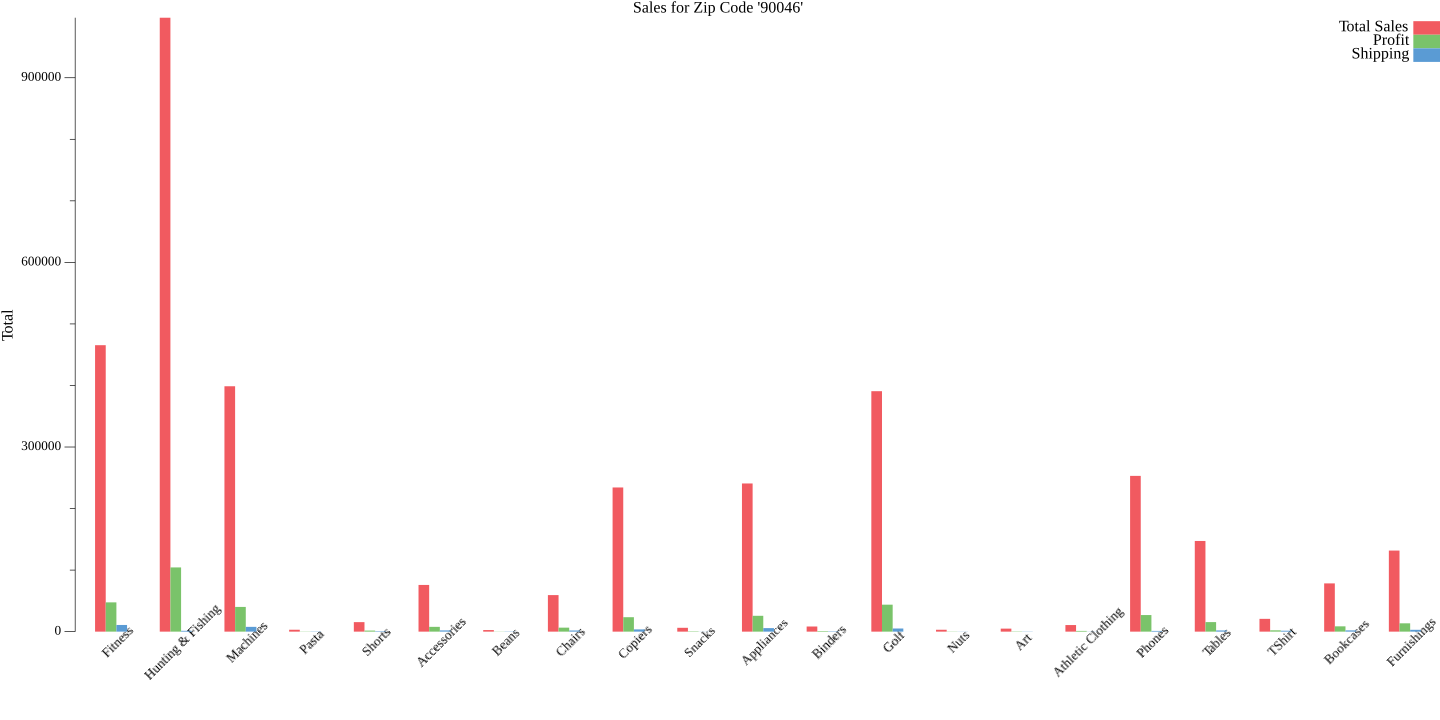 Sales for Zip Code '90046'
Total Sales
Profit
Shipping
900000
600000
300000
0
Total
Fitness
Hunting & Fishing
Machines
Pasta
Shorts
Accessories
Beans
Chairs
Copiers
Snacks
Appliances
Binders
Golf
Nuts
Art
Athletic Clothing
Phones
Tables
TShirt
Bookcases
Furnishings